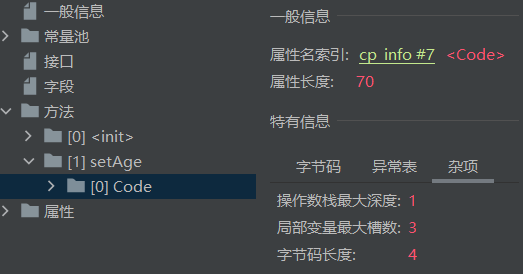 一般信息
常量池
接口
字段
方法
[0] <init>
[1] setAge
[0] Code
属性
一般信息
属性名索引: cp_info #7 <Code>
属性长度: 70
特有信息
字节码 异常表 杂项
操作数栈最大深度: 1
局部变量最大槽数: 3
字节码长度: 4